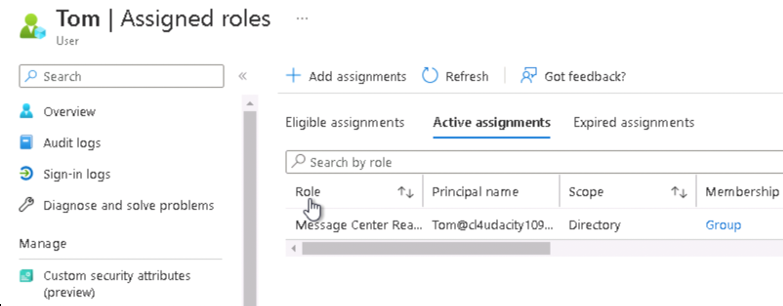 Tom | Assigned roles ...
User
Search
«
Overview
Audit logs
Sign-in logs
Diagnose and solve problems
Manage
Custom security attributes
(preview)
+ Add assignments Refresh Got feedback?
Eligible assignments Active assignments Expired assignments
Search by role
Role Principal name Scope Membership
Message Center Rea... Tom@cl4udacity109... Directory Group